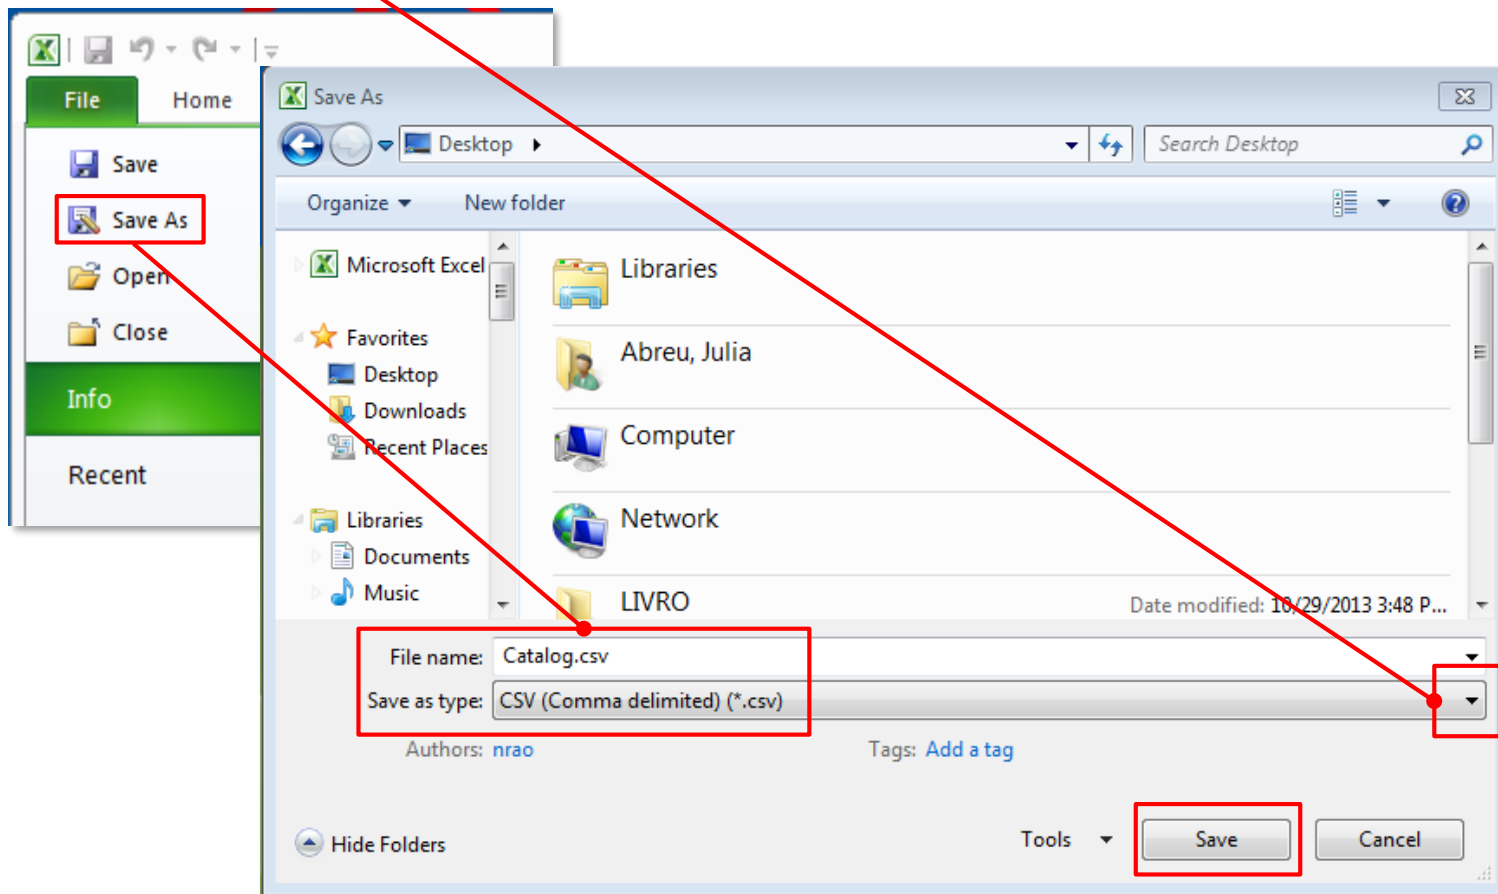 File Home
Save
Save As
Open
Close
Info
Recent
Save As
Desktop
Search Desktop
Organize New folder
Microsoft Excel
Favorites
Desktop
Downloads
Recent Places
Libraries
Documents
Music
Libraries
Abreu, Julia
Computer
Network
LIVRO
Date modified: 10/29/2013 3:48 P...
File name: Catalog.csv
Save as type: CSV (Comma delimited) (*.csv)
Authors: nrao Tags: Add a tag
Hide Folders Tools Save Cancel